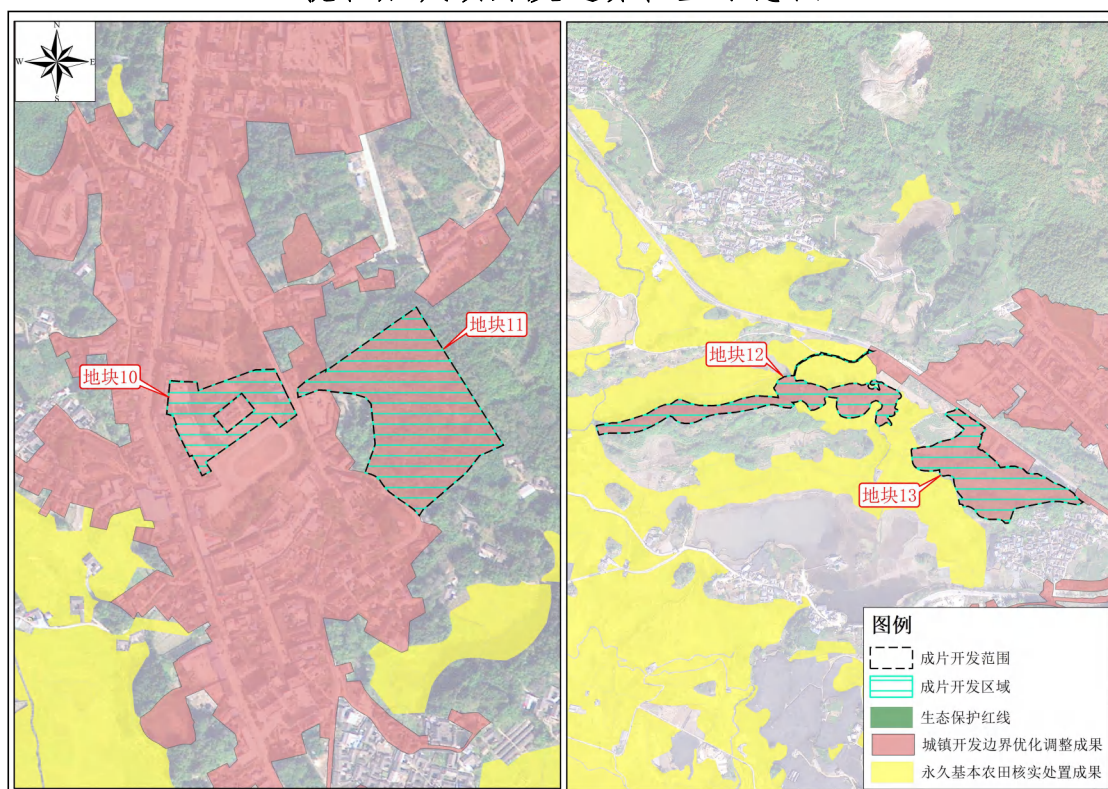 N
W E
S
地块10
地块11
地块12
地块13
图例
成片开发范围
成片开发区域
生态保护红线
城镇开发边界优化调整成果
永久基本农田核实处置成果